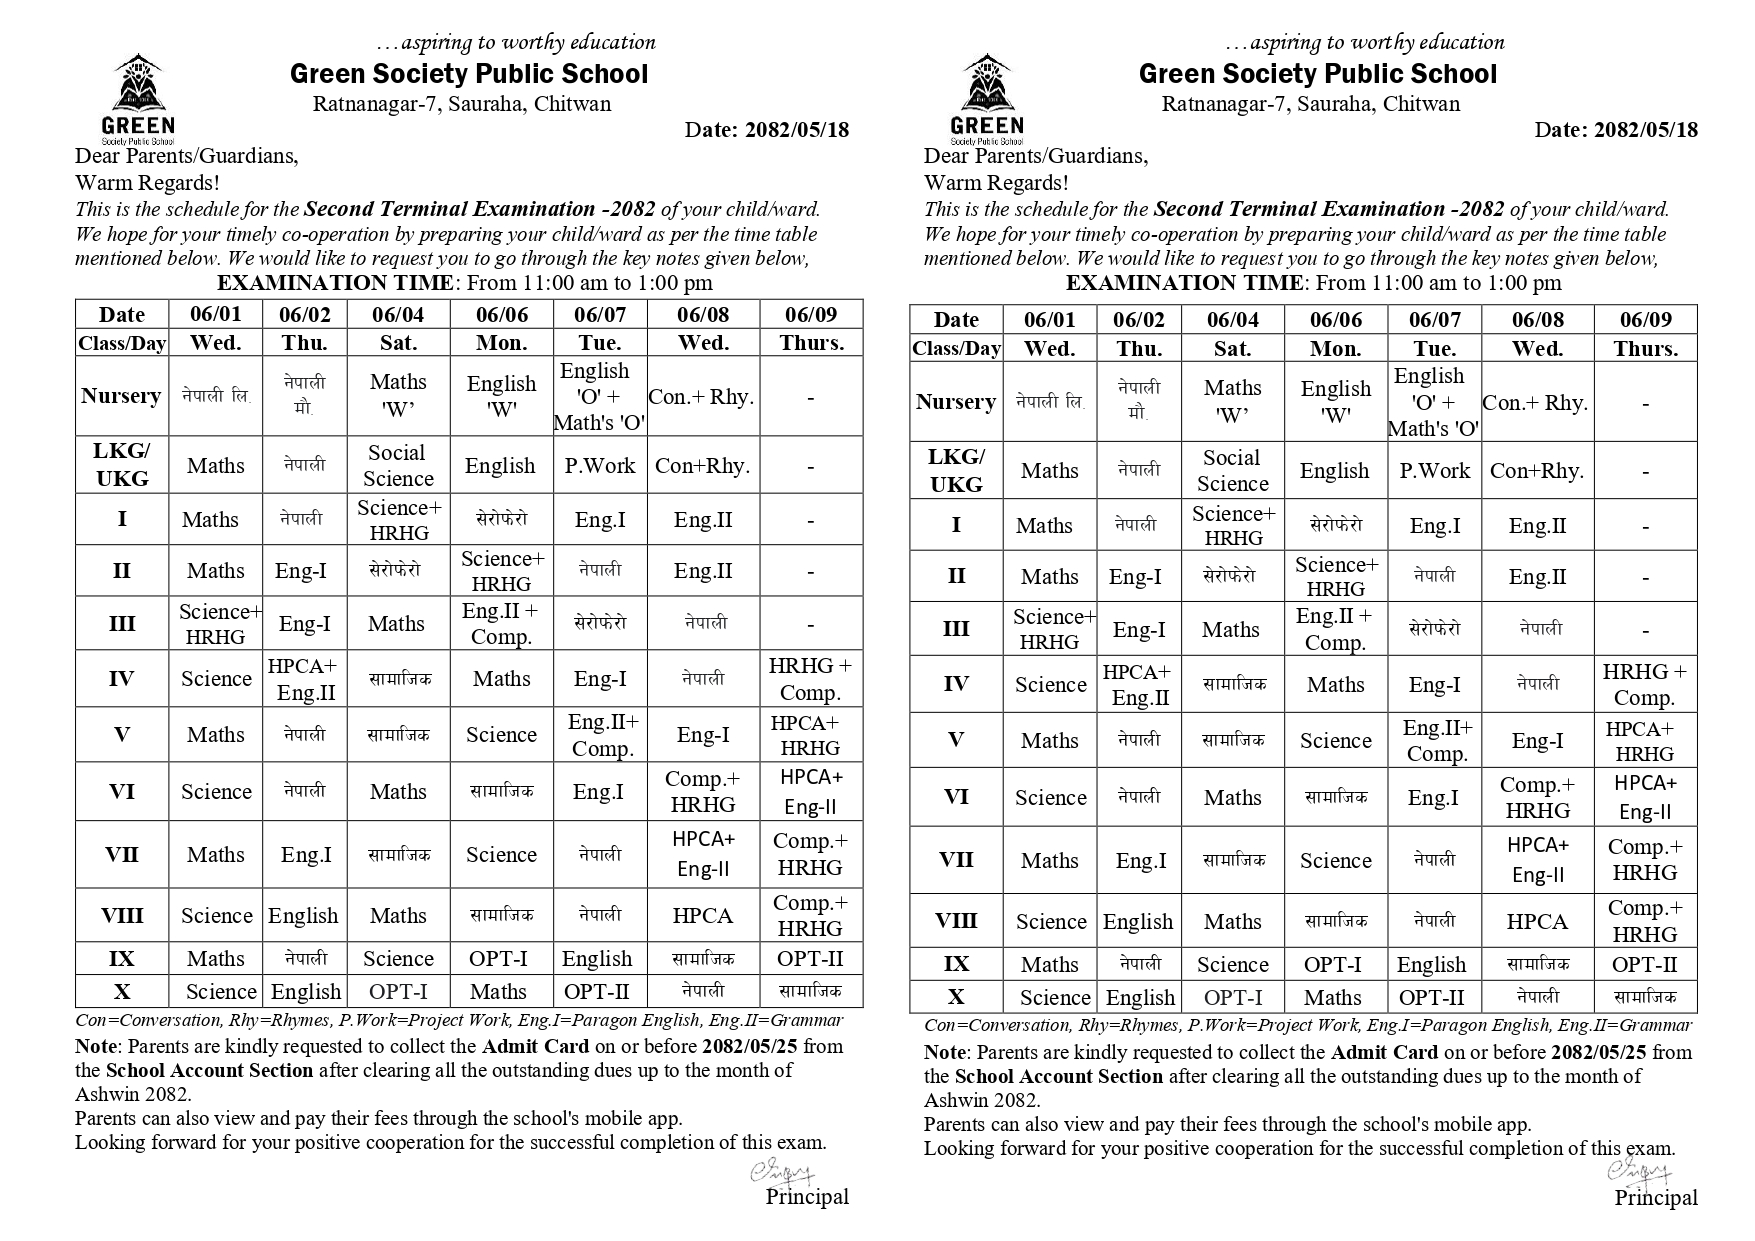 …aspiring to worthy education
Green Society Public School
Ratnanagar-7, Sauraha, Chitwan
GREEN
Society Public School
Date: 2082/05/18
Dear Parents/Guardians,
Warm Regards!
This is the schedule for the Second Terminal Examination -2082 of your child/ward.
We hope for your timely co-operation by preparing your child/ward as per the time table
mentioned below. We would like to request you to go through the key notes given below,
EXAMINATION TIME: From 11:00 am to 1:00 pm
Date 06/01 06/02 06/04 06/06 06/07 06/08 06/09
Class/Day Wed. Thu. Sat. Mon. Tue. Wed. Thurs.
Nursery नेपाली लि. नेपाली मौ. Maths 'W’ English 'W' English 'O' + Math's 'O' Con.+ Rhy. -
LKG/ UKG Maths नेपाली Social Science English P.Work Con+Rhy. -
I Maths नेपाली Science+ HRHG सेरोफेरो Eng.I Eng.II -
II Maths Eng-I सेरोफेरो Science+ HRHG नेपाली Eng.II -
III Science+ HRHG Eng-I Maths Eng.II + Comp. सेरोफेरो नेपाली -
IV Science HPCA+ Eng.II सामाजिक Maths Eng-I नेपाली HRHG + Comp.
V Maths नेपाली सामाजिक Science Eng.II+ Comp. Eng-I HPCA+ HRHG
VI Science नेपाली Maths सामाजिक Eng.I Comp.+ HRHG HPCA+ Eng-II
VII Maths Eng.I सामाजिक Science नेपाली HPCA+ Eng-II Comp.+ HRHG
VIII Science English Maths सामाजिक नेपाली HPCA Comp.+ HRHG
IX Maths नेपाली Science OPT-I English सामाजिक OPT-II
X Science English OPT-I Maths OPT-II नेपाली सामाजिक
Con=Conversation, Rhy=Rhymes, P.Work=Project Work, Eng.I=Paragon English, Eng.II=Grammar
Note: Parents are kindly requested to collect the Admit Card on or before 2082/05/25 from
the School Account Section after clearing all the outstanding dues up to the month of
Ashwin 2082.
Parents can also view and pay their fees through the school's mobile app.
Looking forward for your positive cooperation for the successful completion of this exam.
Principal
…aspiring to worthy education
Green Society Public School
Ratnanagar-7, Sauraha, Chitwan
GREEN
Society Public School
Date: 2082/05/18
Dear Parents/Guardians,
Warm Regards!
This is the schedule for the Second Terminal Examination -2082 of your child/ward.
We hope for your timely co-operation by preparing your child/ward as per the time table
mentioned below. We would like to request you to go through the key notes given below,
EXAMINATION TIME: From 11:00 am to 1:00 pm
Date 06/01 06/02 06/04 06/06 06/07 06/08 06/09
Class/Day Wed. Thu. Sat. Mon. Tue. Wed. Thurs.
Nursery नेपाली लि. नेपाली मौ. Maths 'W’ English 'W' English 'O' + Math's 'O' Con.+ Rhy. -
LKG/ UKG Maths नेपाली Social Science English P.Work Con+Rhy. -
I Maths नेपाली Science+ HRHG सेरोफेरो Eng.I Eng.II -
II Maths Eng-I सेरोफेरो Science+ HRHG नेपाली Eng.II -
III Science+ HRHG Eng-I Maths Eng.II + Comp. सेरोफेरो नेपाली -
IV Science HPCA+ Eng.II सामाजिक Maths Eng-I नेपाली HRHG + Comp.
V Maths नेपाली सामाजिक Science Eng.II+ Comp. Eng-I HPCA+ HRHG
VI Science नेपाली Maths सामाजिक Eng.I Comp.+ HRHG HPCA+ Eng-II
VII Maths Eng.I सामाजिक Science नेपाली HPCA+ Eng-II Comp.+ HRHG
VIII Science English Maths सामाजिक नेपाली HPCA Comp.+ HRHG
IX Maths नेपाली Science OPT-I English सामाजिक OPT-II
X Science English OPT-I Maths OPT-II नेपाली सामाजिक
Con=Conversation, Rhy=Rhymes, P.Work=Project Work, Eng.I=Paragon English, Eng.II=Grammar
Note: Parents are kindly requested to collect the Admit Card on or before 2082/05/25 from
the School Account Section after clearing all the outstanding dues up to the month of
Ashwin 2082.
Parents can also view and pay their fees through the school's mobile app.
Looking forward for your positive cooperation for the successful completion of this exam.
Principal